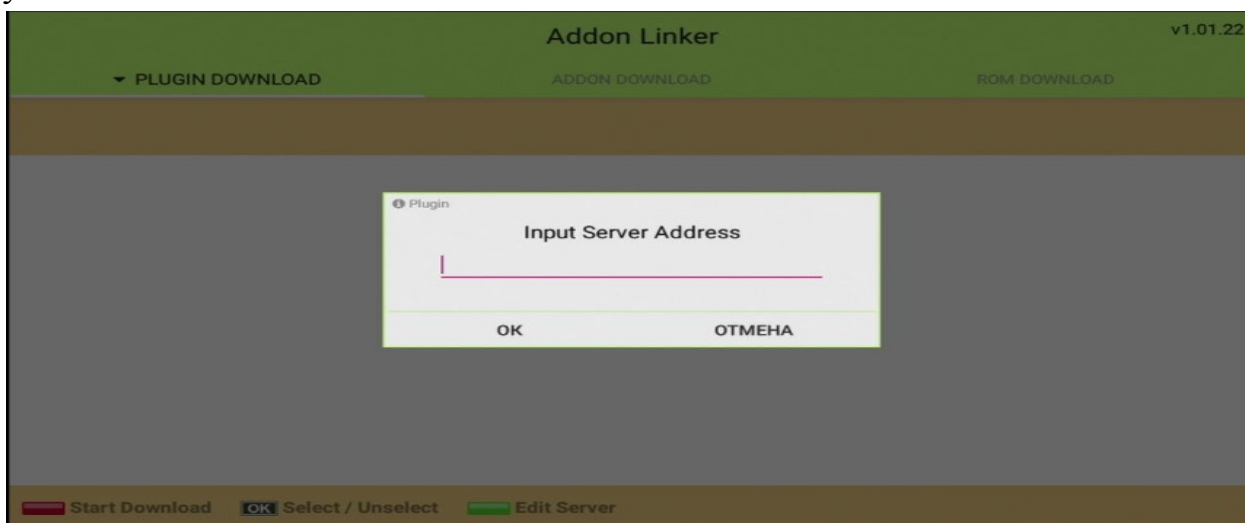 Addon Linker
v1.01.22
PLUGIN DOWNLOAD ADDON DOWNLOAD ROM DOWNLOAD
Plugin
Input Server Address
OK ОТМЕНА
Start Download OK Select / Unselect Edit Server